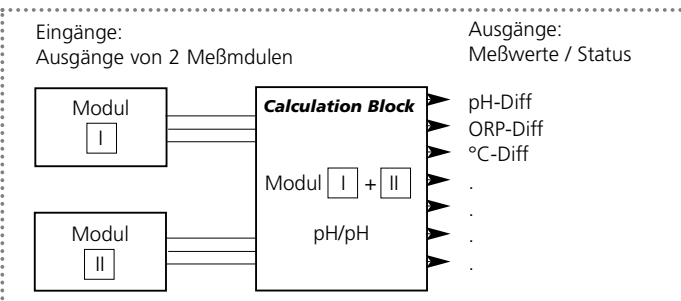 Eingänge:
Ausgänge von 2 Meßmdulen
Ausgänge:
Meßwerte / Status
Modul
I
Modul
II
Calculation Block
Modul I + II
pH/pH
pH-Diff
ORP-Diff
°C-Diff
.
.
.
.